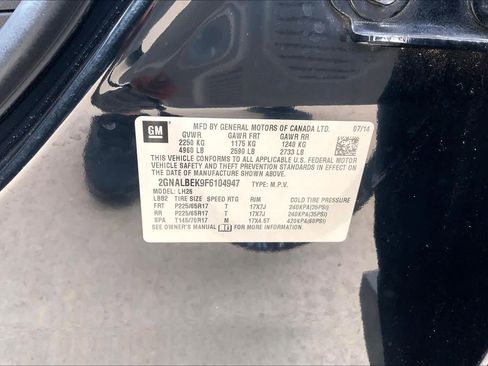 GM
MFD BY GENERAL MOTORS OF CANADA LTD. 07/14
GVWR GAWR FRT GAWR RR
2250 KG 1175 KG 1240 KG
4960 LB 2590 LB 2733 LB
THIS VEHICLE CONFORMS TO ALL APPLICABLE U.S. FEDERAL MOTOR
VEHICLE SAFETY, BUMPER, AND THEFT PREVENTION STANDARDS
IN EFFECT ON THE DATE OF MANUFACTURE SHOWN ABOVE.
2GNALBEK9F6104947 TYPE: M.P.V.
MODEL: LH26
LBB2 TIRE SIZE SPEED RTG RIM COLD TIRE PRESSURE
FRT P225/65R17 T 17X7J 240KPA(35PSI)
RR P225/65R17 T 17X7J 240KPA(35PSI)
SPA T145/70R17 M 17X4.5T 420KPA(60PSI)
SEE OWNER'S MANUAL FOR MORE INFORMATION.